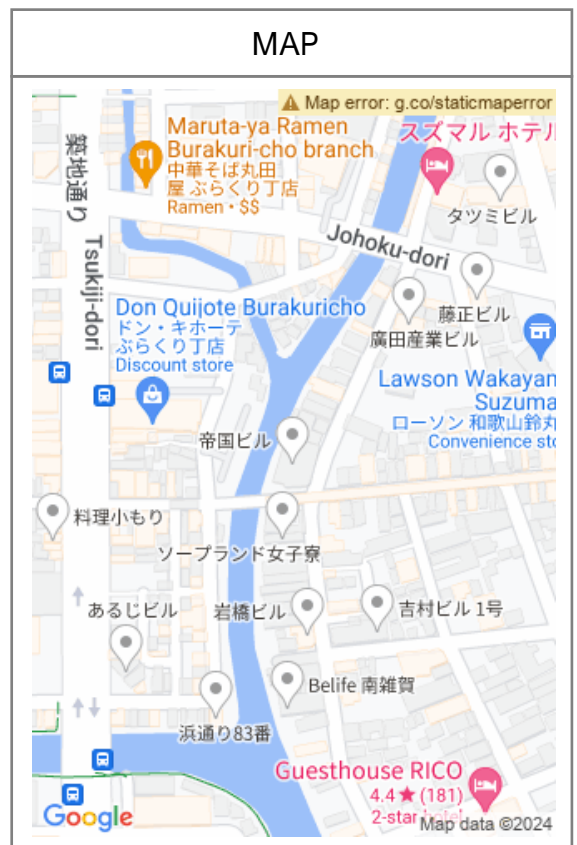 MAP
Map error: g.co/staticmaperror
Maruta-ya Ramen
Burakuri-cho branch
中華そば丸田
屋 ぶらくり丁店
Ramen • $$
スズマル ホテル
タツミビル
築地通り
Tsukiji-dori
Johoku-dori
藤正ビル
廣田産業ビル
Don Quijote Burakuricho
ドン・キホーテ
ぶらくり丁店
Discount store
Lawson Wakayam
Suzuma
ローソン 和歌山鈴丸
Convenience sto
帝国ビル
料理小もり
ソープランド女子寮
あるじビル
岩橋ビル
吉村ビル 1号
Belife 南雑賀
浜通り83番
Guesthouse RICO
4.4★(181)
2-star hotel
Google
Map data ©2024